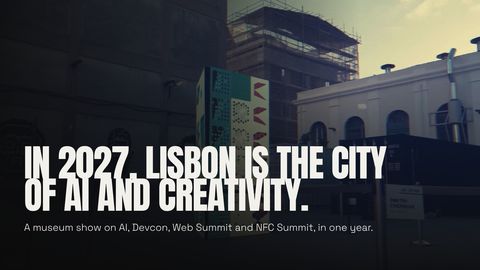 IN 2027, LISBON IS THE CITY
OF AI AND CREATIVITY.
A museum show on AI, Devcon, Web Summit and NFC Summit, in one year.